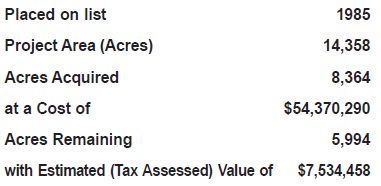 Placed on list 1985
Project Area (Acres) 14,358
Acres Acquired 8,364
at a Cost of $54,370,290
Acres Remaining 5,994
with Estimated (Tax Assessed) Value of $7,534,458